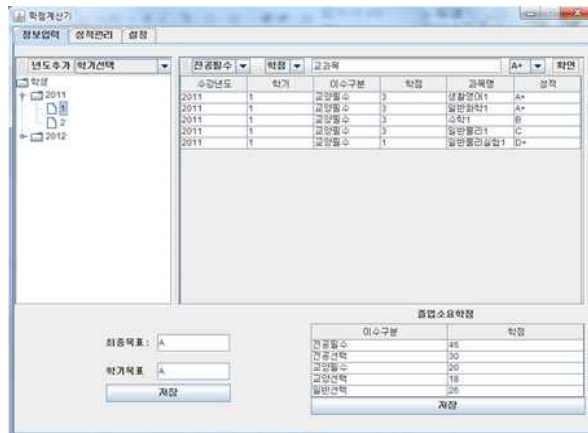 학점계산기
정보입력 성적관리 설정
년도추가 학기선택 전공필수 학점 교과목 A+ 확인
학생
2011
1
2
2012
수강년도 학기 이수구분 학점 과목명 성적
2011 1 교양필수 3 생활영어1 A+
2011 1 교양필수 3 일반화학1 A+
2011 1 교양필수 3 수학1 B
2011 1 교양필수 3 일반물리1 C
2011 1 교양필수 1 일반물리실험1 D+
졸업소요학점
최종목표 : A
학기목표 A
저장
이수구분 학점
전공필수 45
전공선택 30
교양필수 20
교양선택 18
일반선택 26
저장